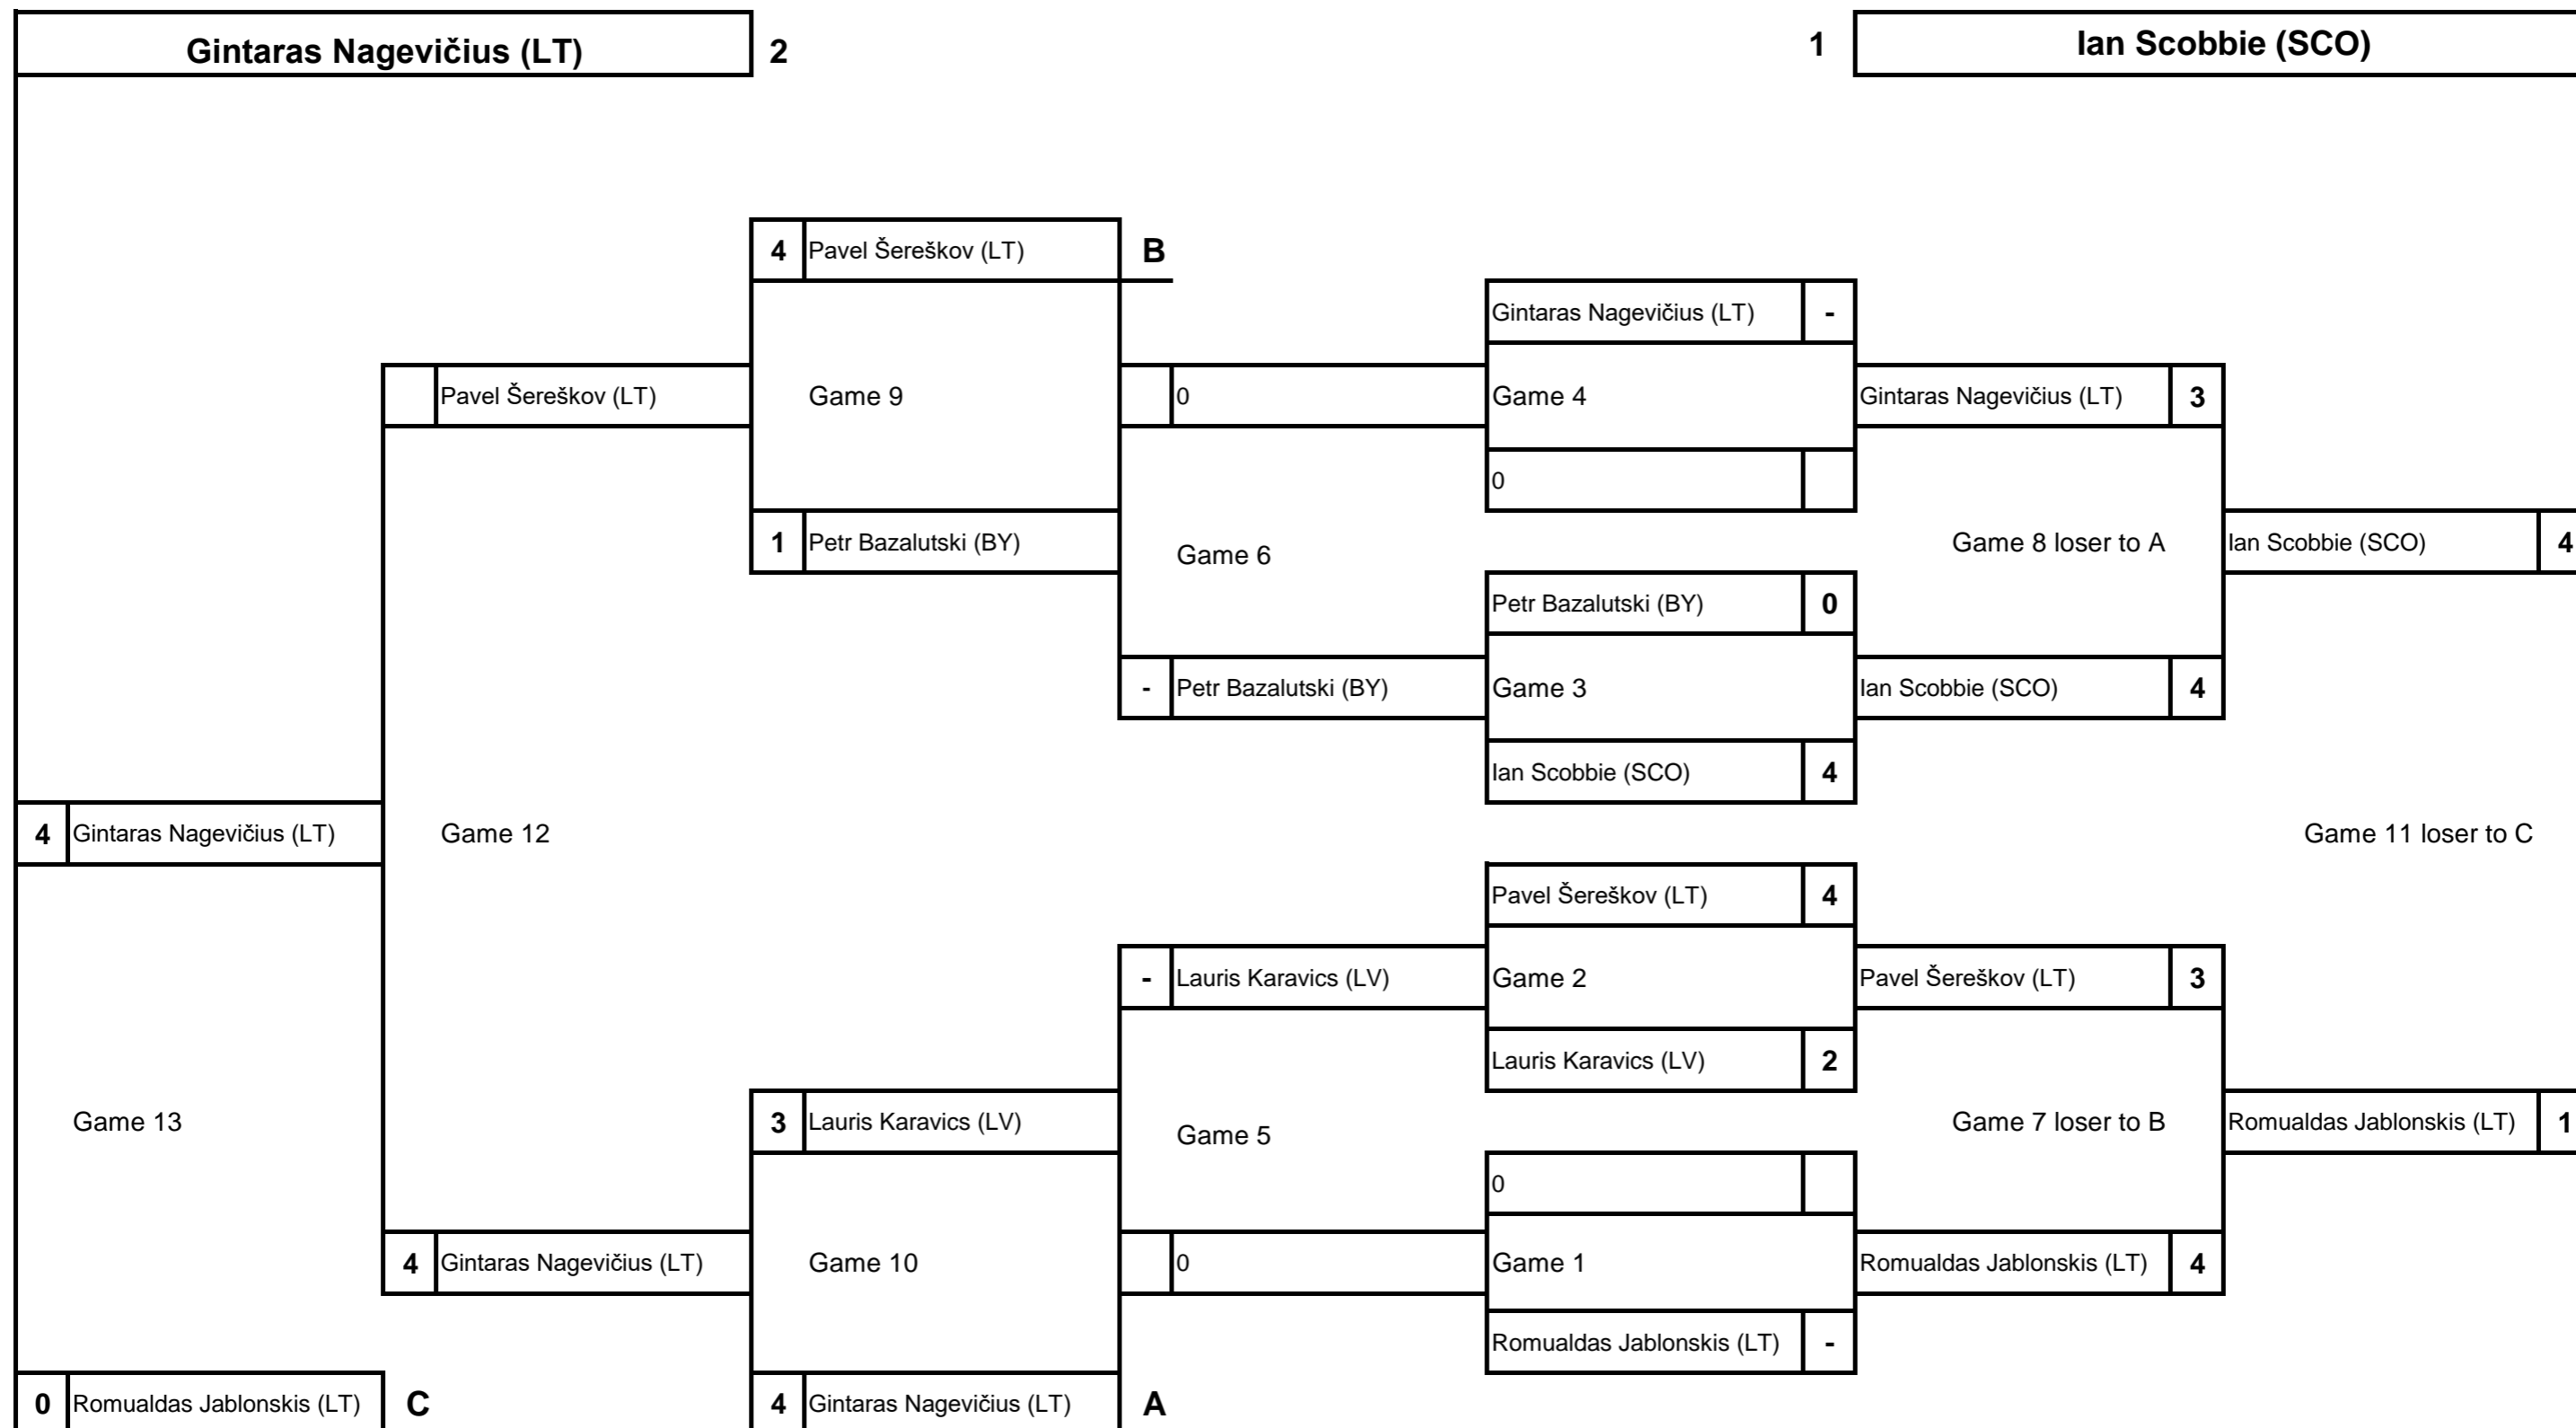 Gintaras Nagevičius (LT) 2 1 Ian Scobbie (SCO)
4 Pavel Šereškov (LT) B
Gintaras Nagevičius (LT) -
Pavel Šereškov (LT) Game 9 0 Game 4 Gintaras Nagevičius (LT) 3
0
1 Petr Bazalutski (BY) Game 6 Game 8 loser to A Ian Scobbie (SCO) 4
Petr Bazalutski (BY) 0
- Petr Bazalutski (BY) Game 3 Ian Scobbie (SCO) 4
Ian Scobbie (SCO) 4
4 Gintaras Nagevičius (LT) Game 12 Game 11 loser to C
Pavel Šereškov (LT) 4
- Lauris Karavics (LV) Game 2 Pavel Šereškov (LT) 3
Lauris Karavics (LV) 2
Game 13 3 Lauris Karavics (LV) Game 5 Game 7 loser to B Romualdas Jablonskis (LT) 1
0
4 Gintaras Nagevičius (LT) Game 10 0 Game 1 Romualdas Jablonskis (LT) 4
Romualdas Jablonskis (LT) -
0 Romualdas Jablonskis (LT) C 4 Gintaras Nagevičius (LT) A